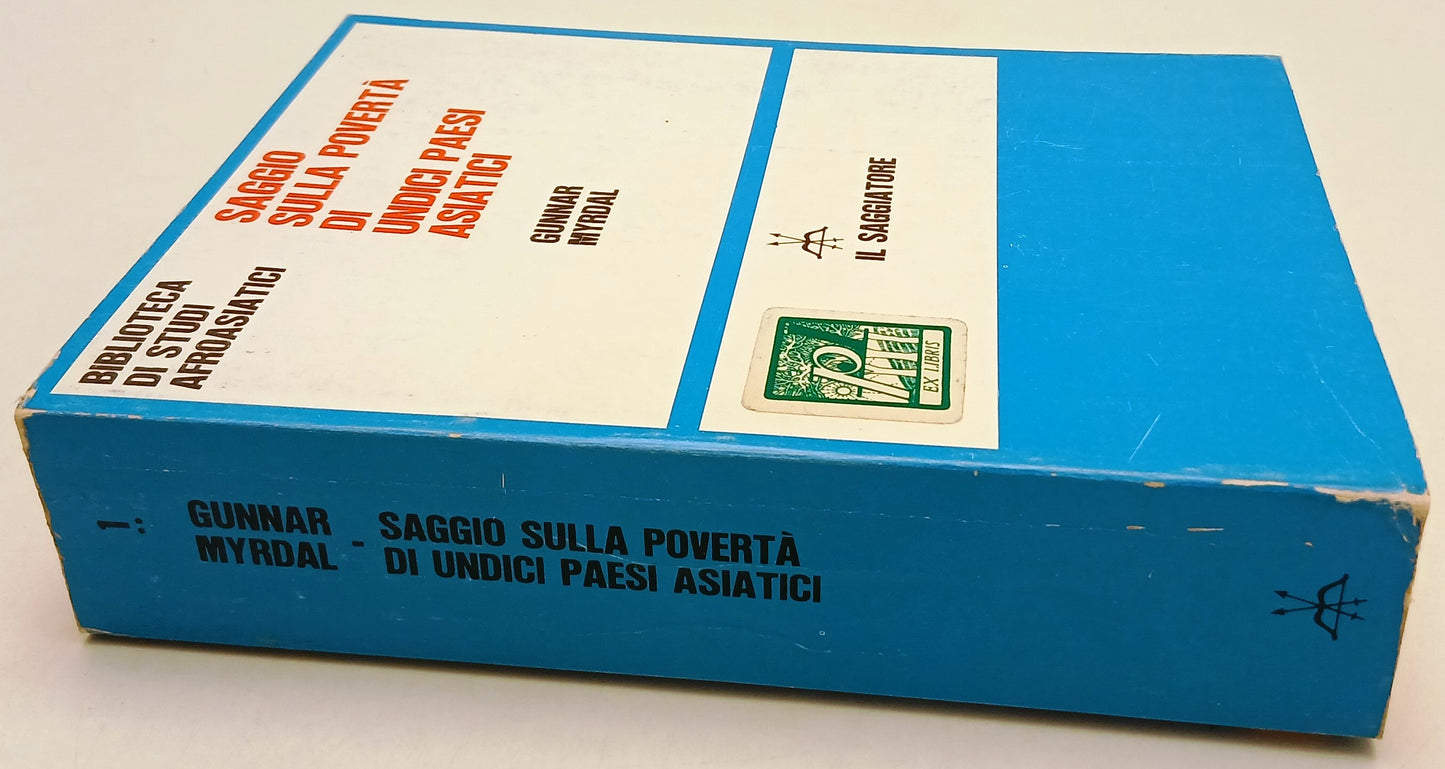 BIBLIOTECA
DI STUDI
AFROASIATICI
SAGGIO
SULLA POVERTÀ
DI
UNDICI PAESI
ASIATICI
GUNNAR
MYRDAL
IL SAGGIATORE
EX LIBRIS
1.
GUNNAR
MYRDAL
-
SAGGIO SULLA POVERTÀ
DI UNDICI PAESI ASIATICI